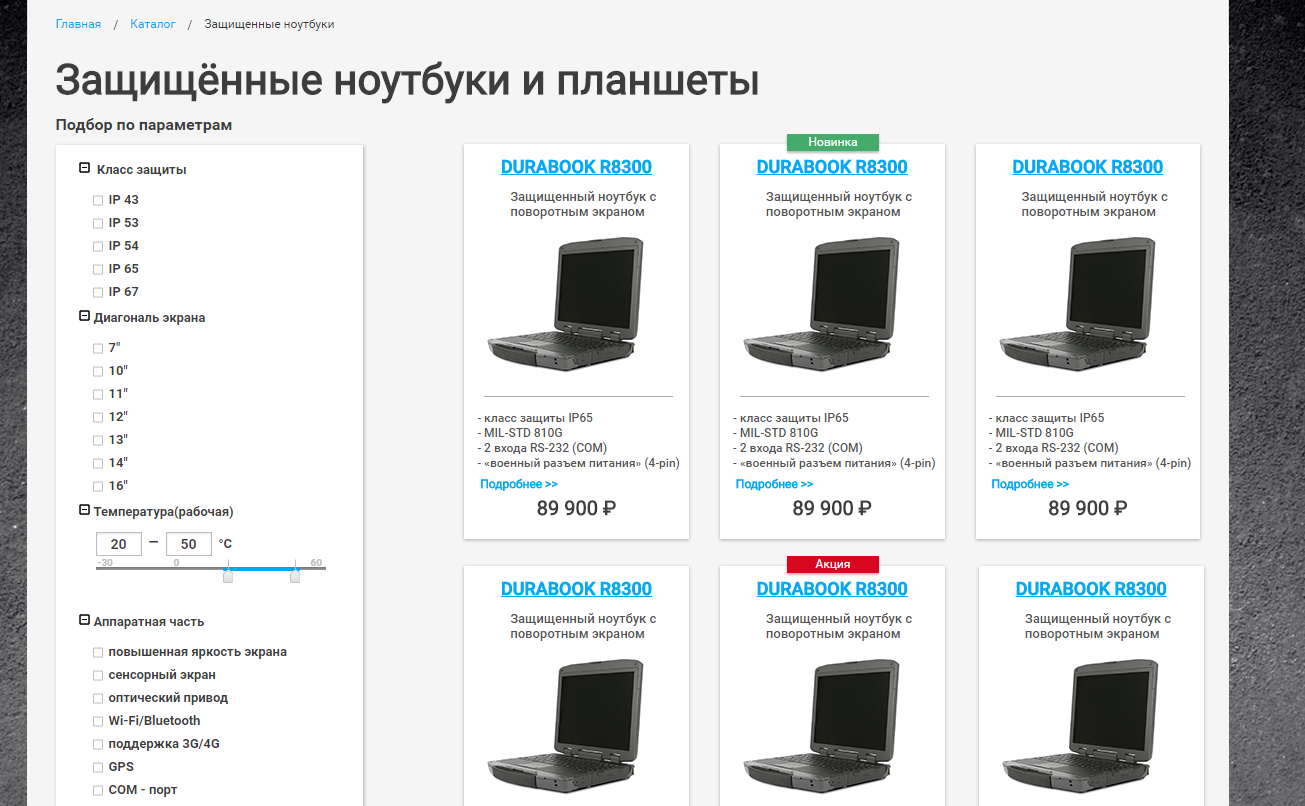 Главная / Каталог / Защищенные ноутбуки
Защищённые ноутбуки и планшеты
Подбор по параметрам
Класс защиты
IP 43
IP 53
IP 54
IP 65
IP 67
Диагональ экрана
7"
10"
11"
12"
13"
14"
16"
Температура(рабочая)
20 — 50 °C
-30 0 60
Аппаратная часть
повышенная яркость экрана
сенсорный экран
оптический привод
Wi-Fi/Bluetooth
поддержка 3G/4G
GPS
COM - порт
DURABOOK R8300
Защищенный ноутбук с
поворотным экраном
- класс защиты IP65
- MIL-STD 810G
- 2 входа RS-232 (COM)
- «военный разъем питания» (4-pin)
Подробнее >>
89 900 ₽
Новинка
DURABOOK R8300
Защищенный ноутбук с
поворотным экраном
- класс защиты IP65
- MIL-STD 810G
- 2 входа RS-232 (COM)
- «военный разъем питания» (4-pin)
Подробнее >>
89 900 ₽
DURABOOK R8300
Защищенный ноутбук с
поворотным экраном
- класс защиты IP65
- MIL-STD 810G
- 2 входа RS-232 (COM)
- «военный разъем питания» (4-pin)
Подробнее >>
89 900 ₽
DURABOOK R8300
Защищенный ноутбук с
поворотным экраном
Акция
DURABOOK R8300
Защищенный ноутбук с
поворотным экраном
DURABOOK R8300
Защищенный ноутбук с
поворотным экраном